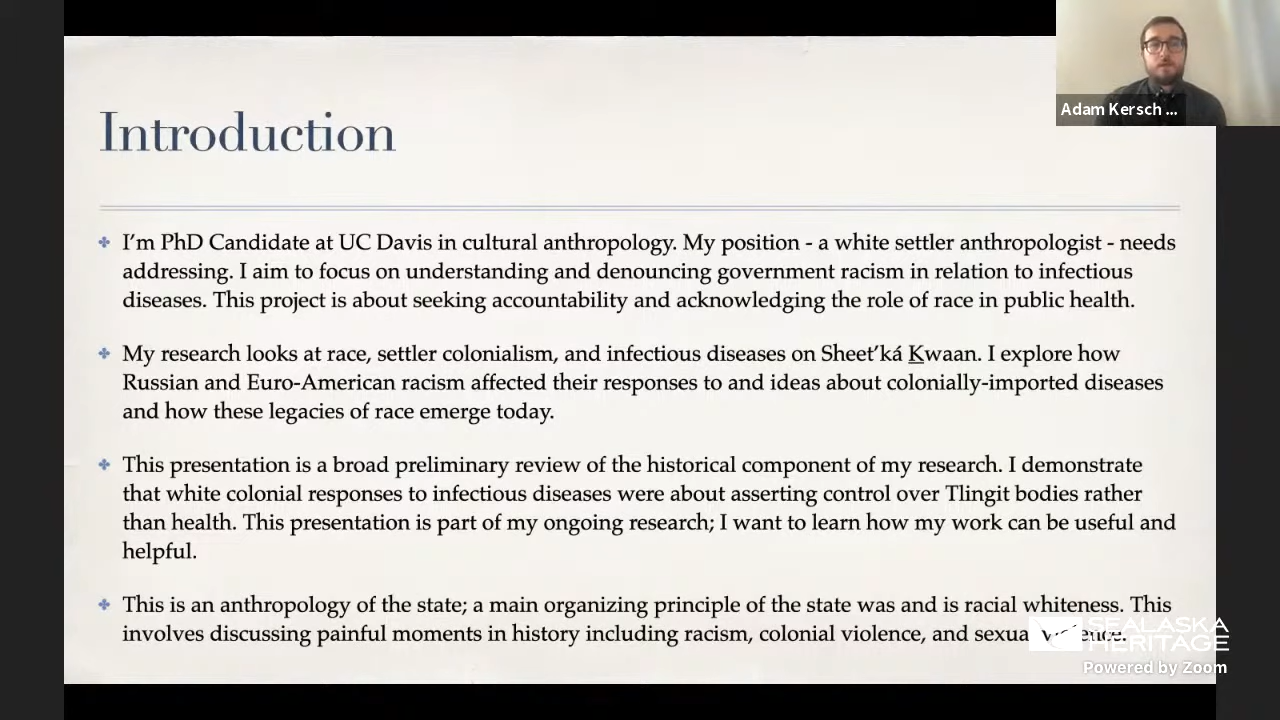 Introduction
Adam Kersch ...
I'm PhD Candidate at UC Davis in cultural anthropology. My position - a white settler anthropologist - needs
addressing. I aim to focus on understanding and denouncing government racism in relation to infectious
diseases. This project is about seeking accountability and acknowledging the role of race in public health.
My research looks at race, settler colonialism, and infectious diseases on Sheet'ká Ḵwaan. I explore how
Russian and Euro-American racism affected their responses to and ideas about colonially-imported diseases
and how these legacies of race emerge today.
This presentation is a broad preliminary review of the historical component of my research. I demonstrate
that white colonial responses to infectious diseases were about asserting control over Tlingit bodies rather
than health. This presentation is part of my ongoing research; I want to learn how my work can be useful and
helpful.
This is an anthropology of the state; a main organizing principle of the state was and is racial whiteness. This
involves discussing painful moments in history including racism, colonial violence, and sexual violence.
SEALASKA
HERITAGE
Powered by Zoom